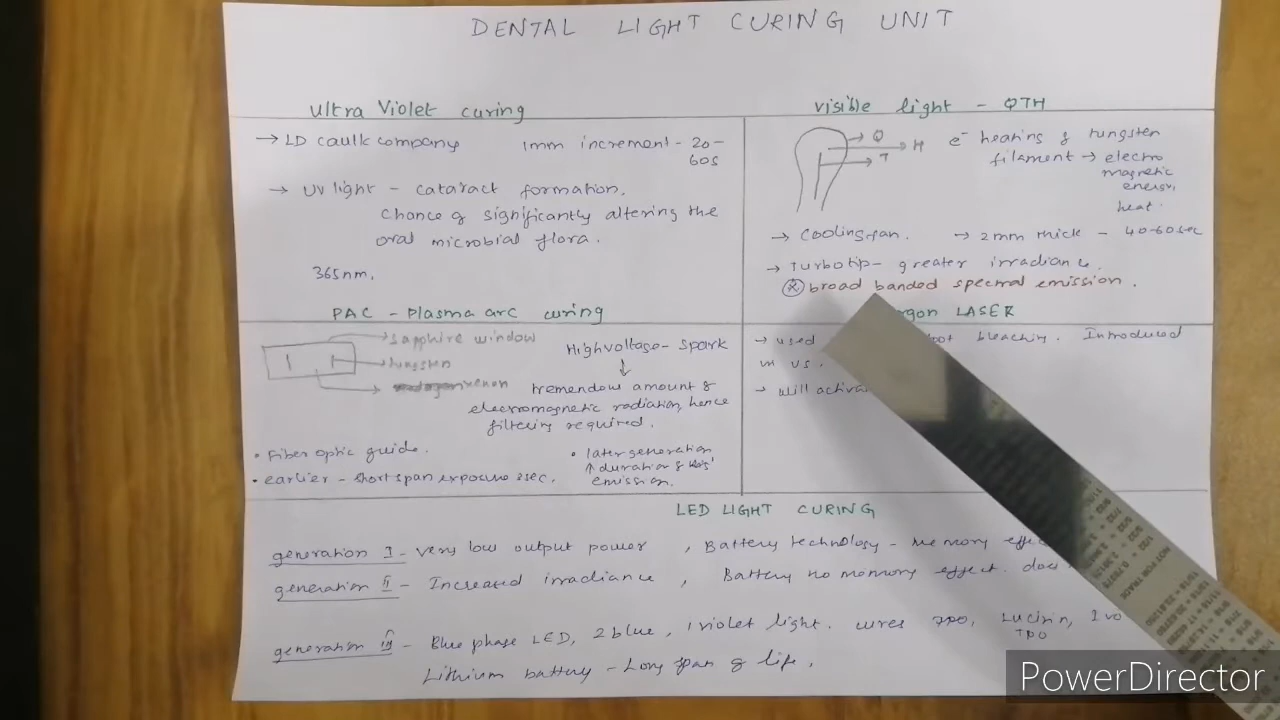 DENTAL LIGHT CURING UNIT
Ultra Violet curing
→ LD caulk company 1mm increment - 20-
60s
→ UV light - cataract formation.
Chance of significantly altering the
oral microbial flora.
365nm.
visible light - QTH
→ Q
→ H
→ T
e⁻ heating of tungsten
filament → electro
magnetic
energy,
heat.
→ Cooling fan. → 2mm thick - 40-60sec
→ Turbotip - greater irradiance.
broad banded spectral emission.
PAC - Plasma arc curing
→ sapphire window
→ tungsten
→ xenon
High voltage - spark
↓
tremendous amount of
electromagnetic radiation, hence
filtering required.
• Fiber optic guide.
• earlier - short span exposure sec.
• later generation
↑ duration of
emission.
LASER
→ used bleaching. Introduced
in US.
→ will
LED LIGHT CURING
generation I - Very low output power , Battery technology - memory
generation II - Increased irradiance , Battery no memory effect.
generation III - Blue phase LED, 2 blue, 1 violet light. cures Lucirin,
TPO
Lithium battery - Long span of life.
PowerDirector